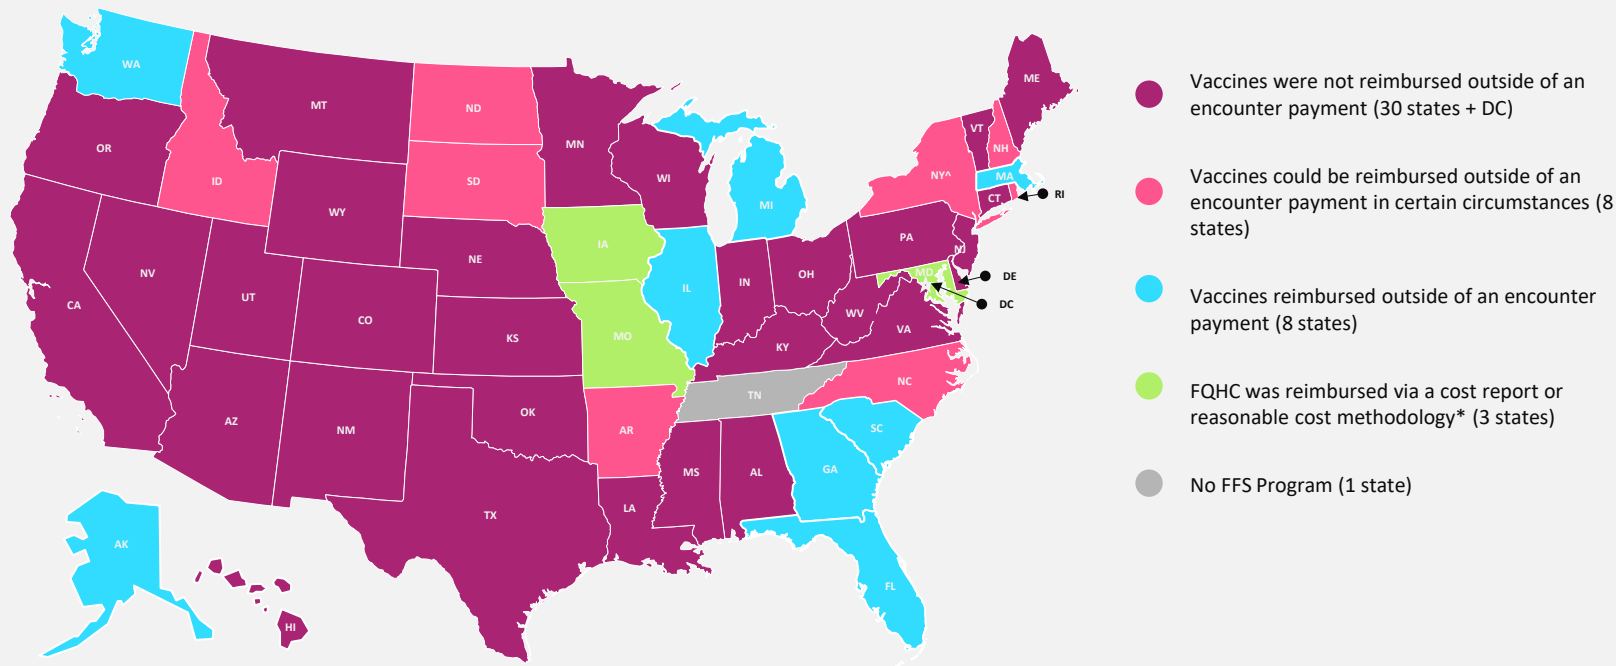 WA
MT
ND
ME
OR
MN
VT
NH
ID
SD
WI
NY^
MA
CT
RI
WY
MI
IA
PA
NE
NJ
NV
UT
OH
IN
IL
MD
DE
DC
CA
CO
KS
MO
WV
VA
KY
NC
TN
AZ
NM
OK
AR
SC
MS
AL
GA
TX
LA
AK
FL
HI
Vaccines were not reimbursed outside of an
encounter payment (30 states + DC)
Vaccines could be reimbursed outside of an
encounter payment in certain circumstances (8
states)
Vaccines reimbursed outside of an encounter
payment (8 states)
FQHC was reimbursed via a cost report or
reasonable cost methodology* (3 states)
No FFS Program (1 state)